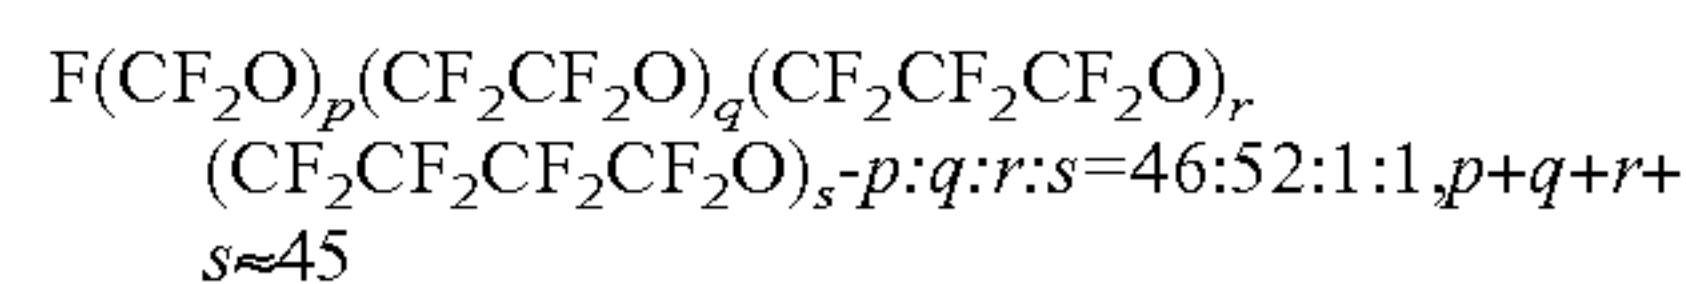 F(CF₂O)ₚ(CF₂CF₂O)q(CF₂CF₂CF₂O)ᵣ
(CF₂CF₂CF₂CF₂O)ₛ-p:q:r:s=46:52:1:1,p+q+r+
s≈45